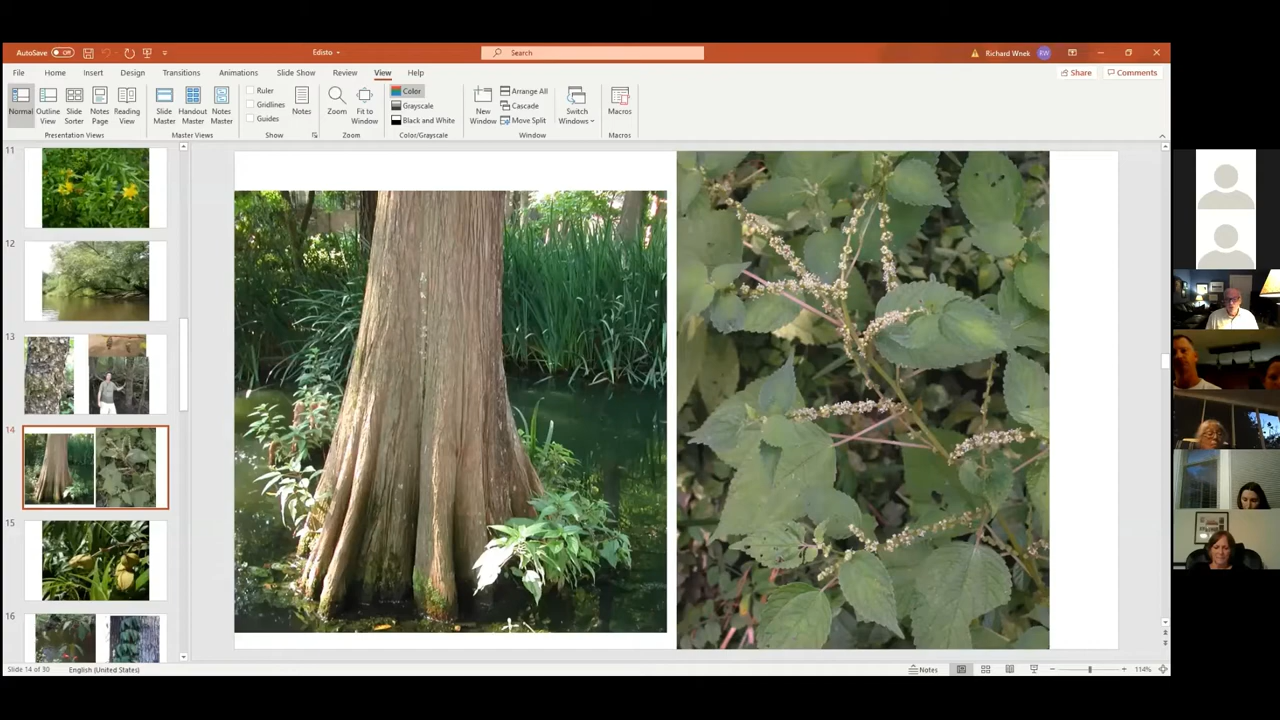 AutoSave Off Edisto Search Richard Wnek RW
File Home Insert Design Transitions Animations Slide Show Review View Help Share Comments
Normal Outline View Slide Sorter Notes Page Reading View
Presentation Views
Slide Master Handout Master Notes Master
Master Views
Ruler
Gridlines
Guides
Notes
Show
Zoom Fit to Window
Zoom
Color
Grayscale
Black and White
Color/Grayscale
New Window
Arrange All
Cascade
Move Split
Switch Windows
Window
Macros
Macros
11
12
13
14
15
16
Slide 14 of 30 English (United States) Notes 114%